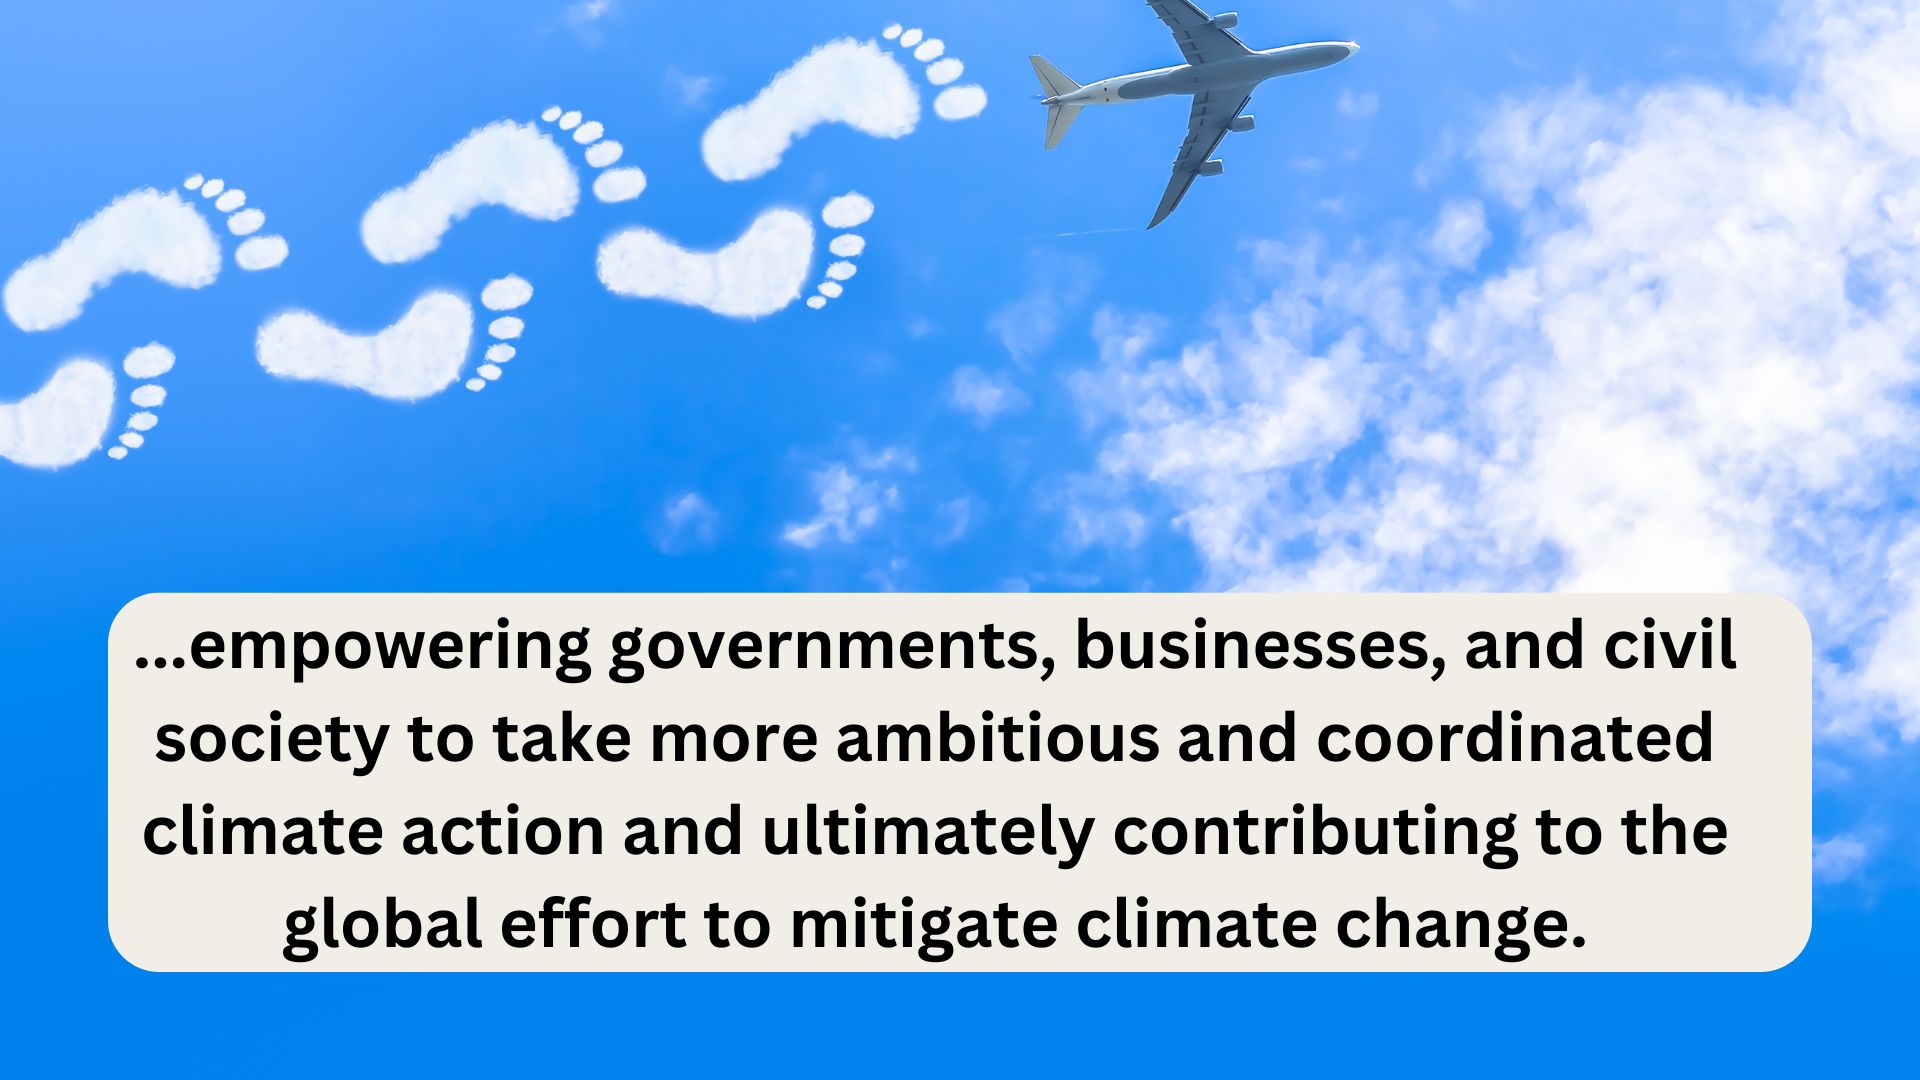 ...empowering governments, businesses, and civil
society to take more ambitious and coordinated
climate action and ultimately contributing to the
global effort to mitigate climate change.